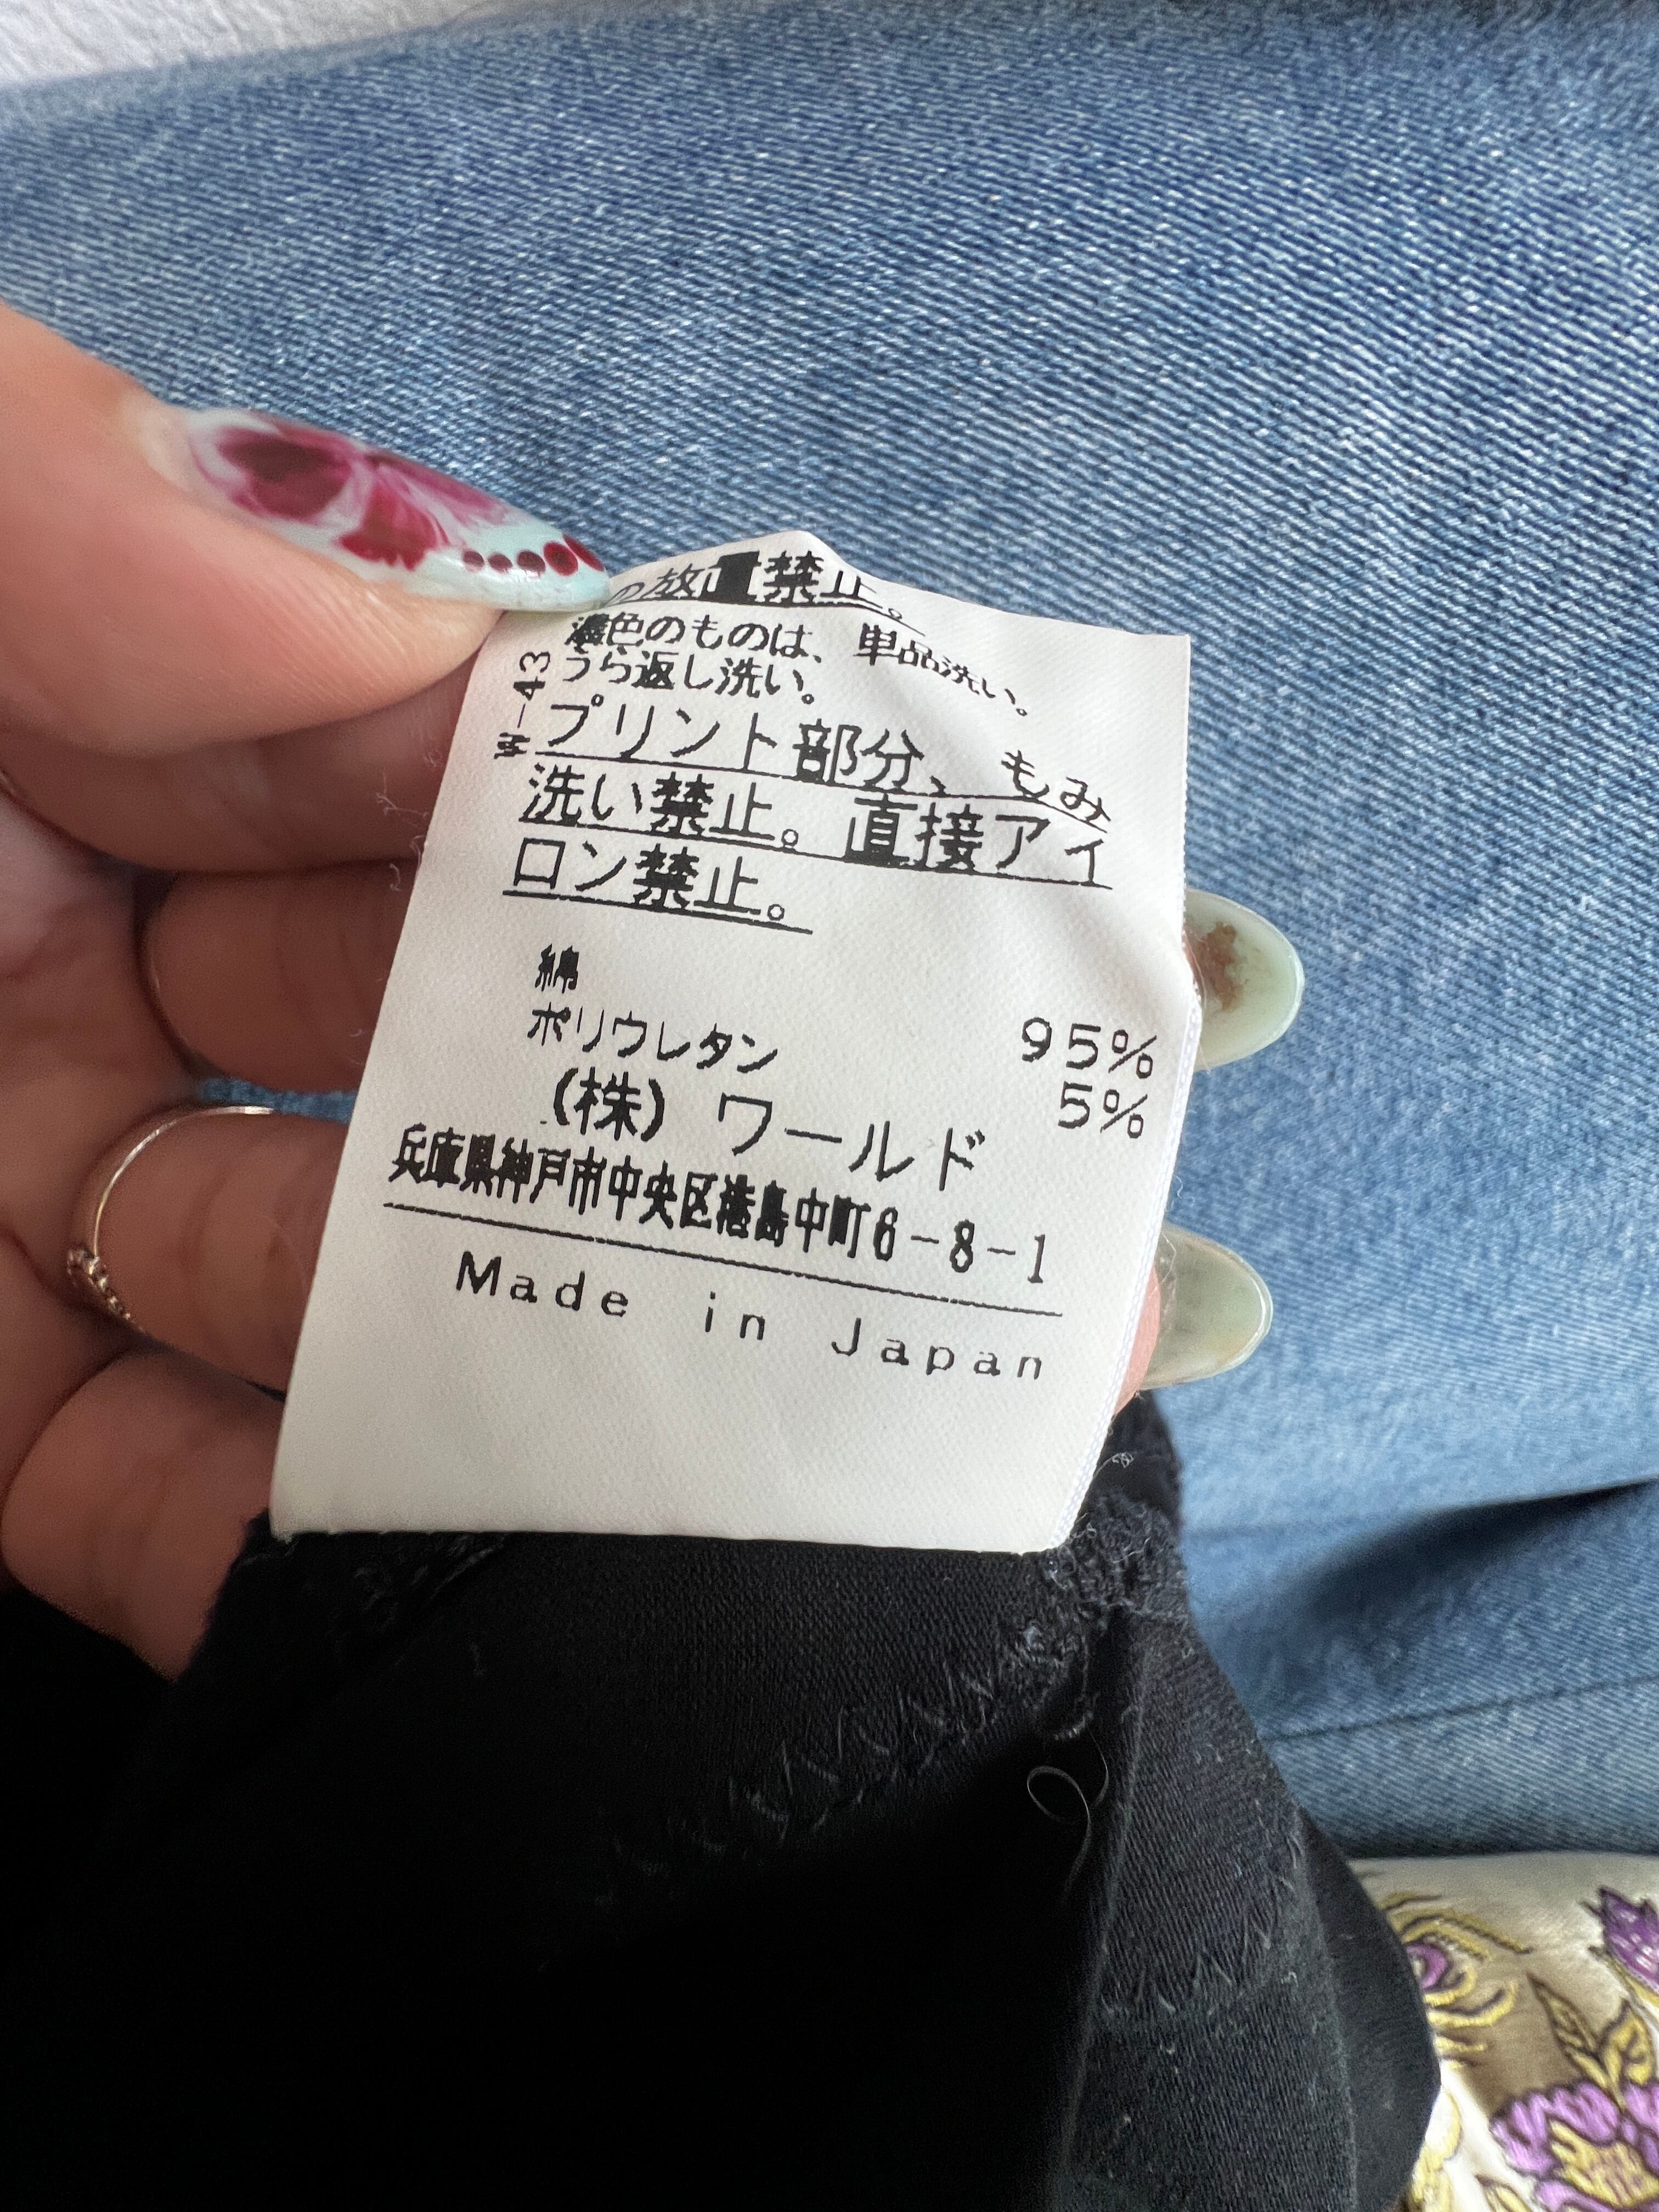 の放置禁止。
濃色のものは、単品洗い。
うら返し洗い。
W-43
プリント部分、もみ
洗い禁止。直接アイ
ロン禁止。
綿 95%
ポリウレタン 5%
(株) ワールド
兵庫県神戸市中央区港島中町6-8-1
Made in Japan